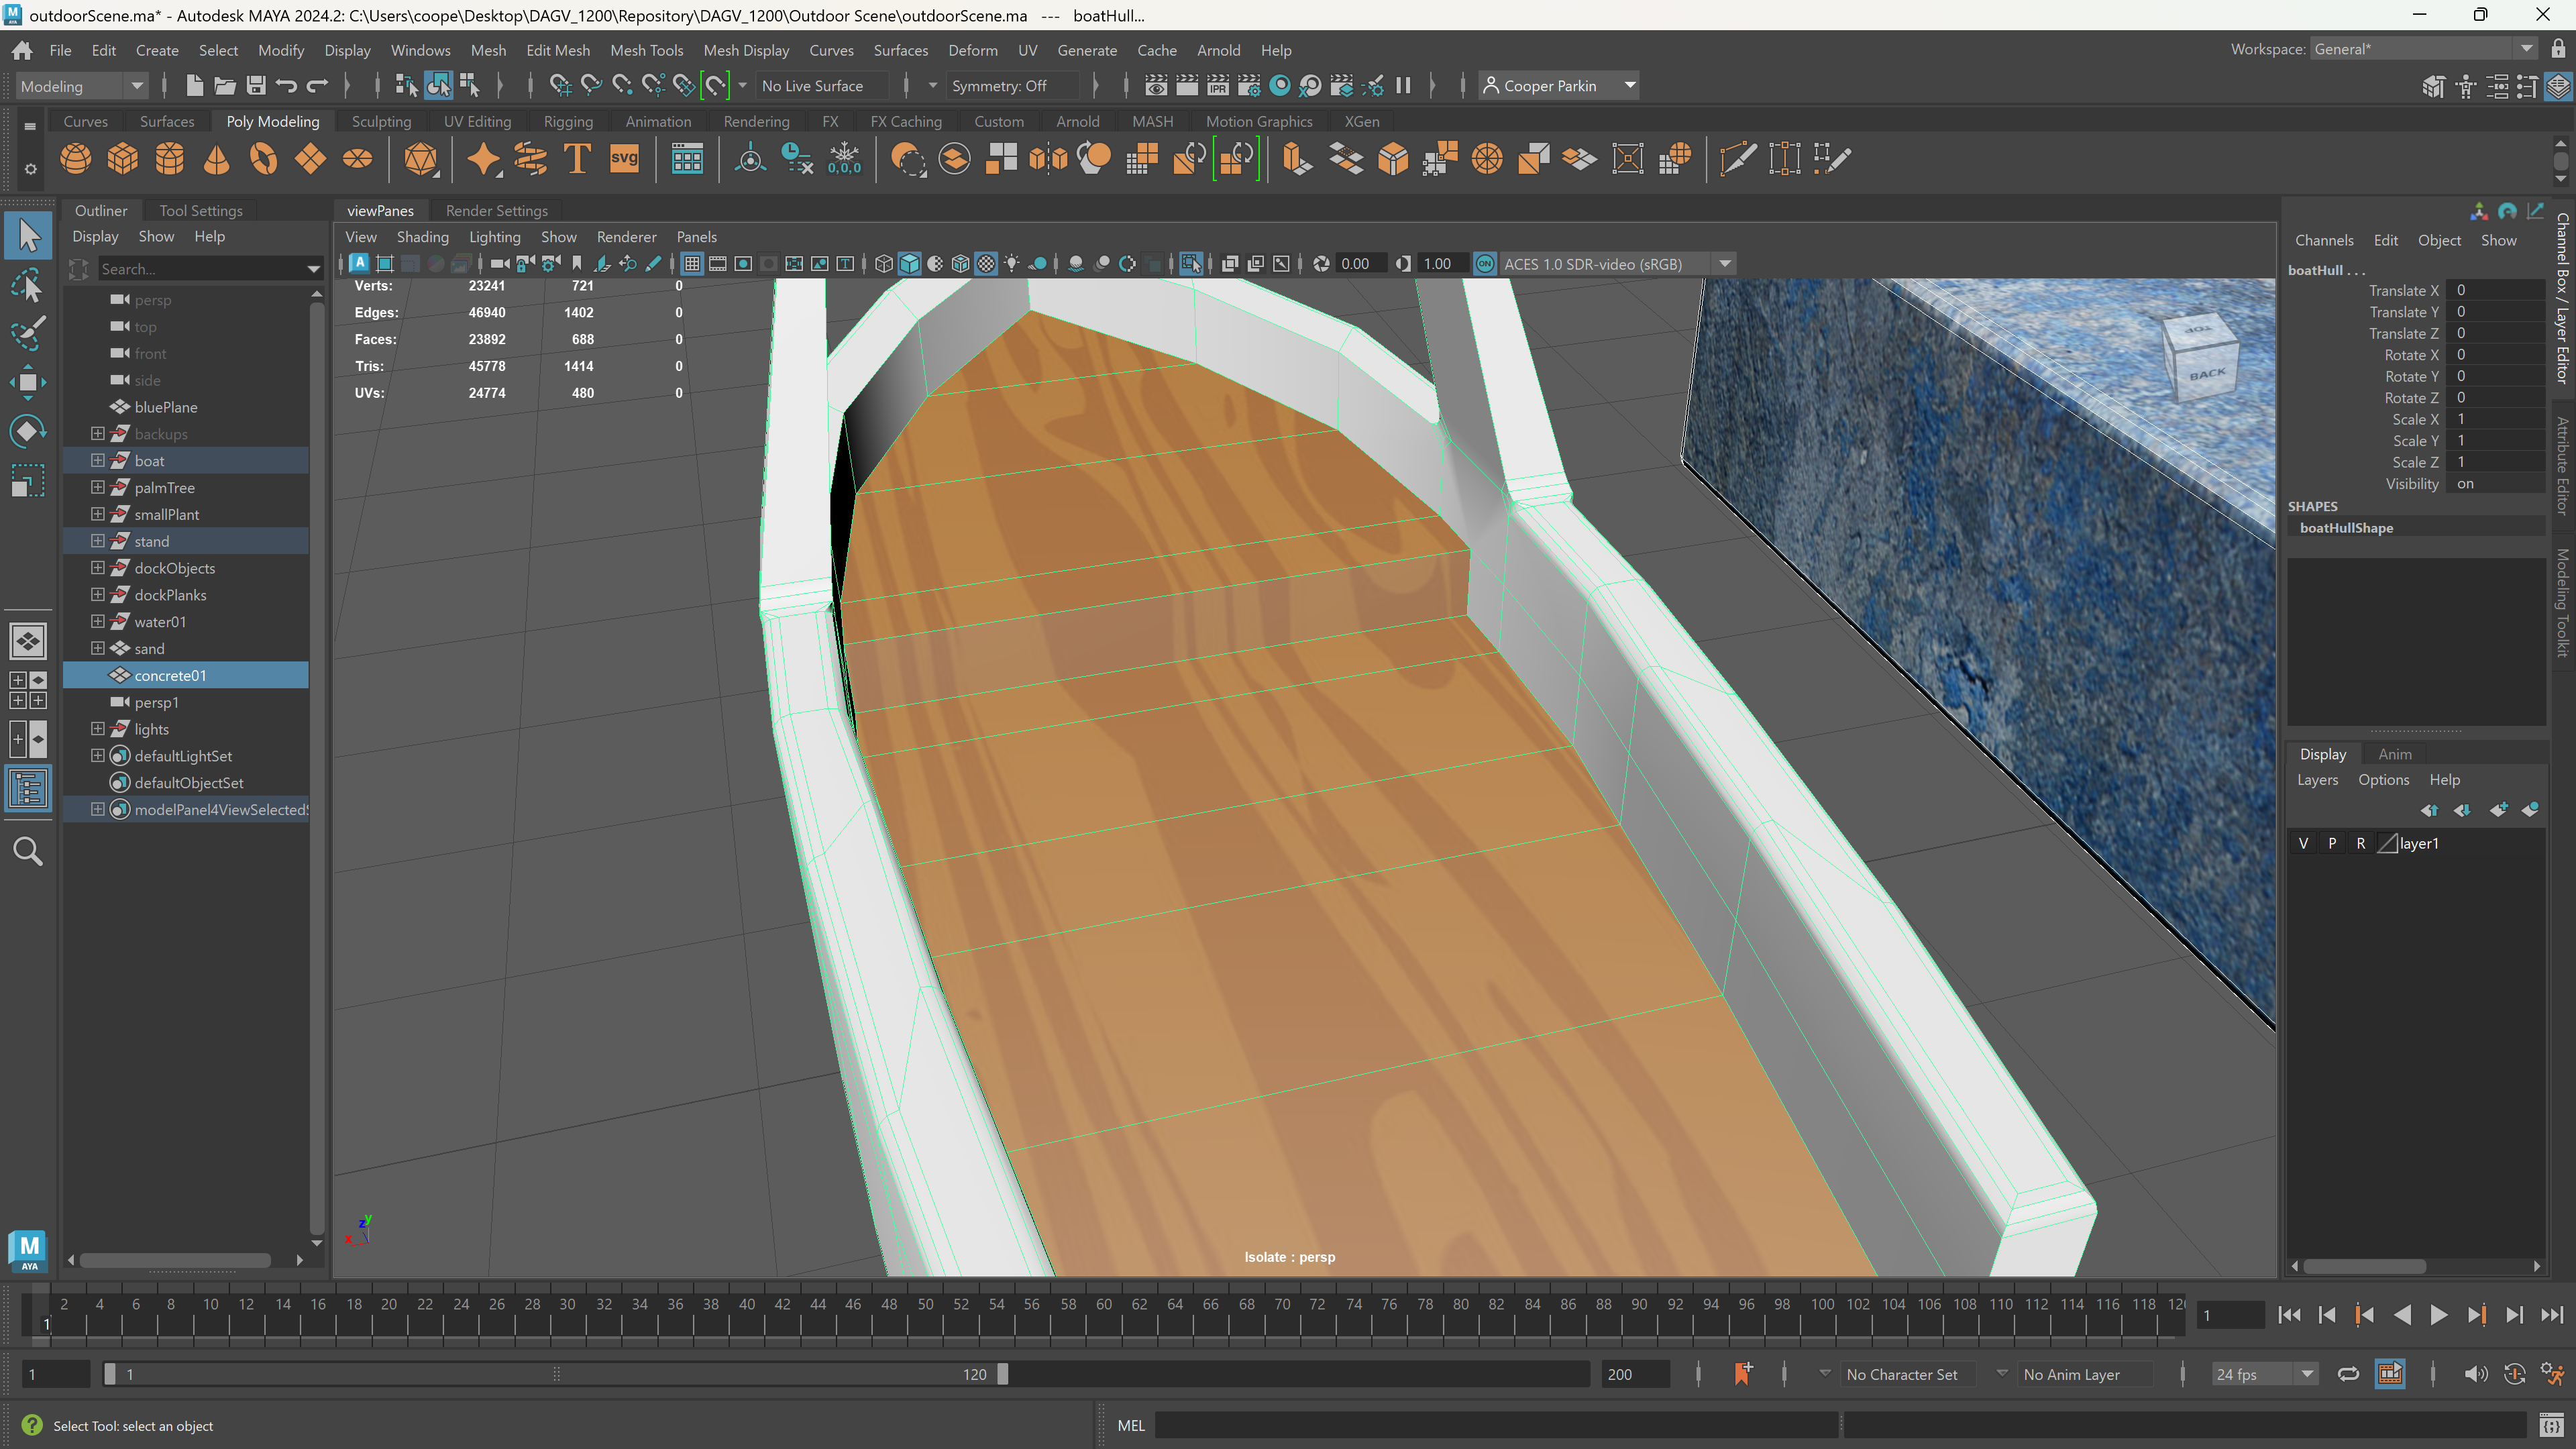 outdoorScene.ma* - Autodesk MAYA 2024.2: C:\Users\coope\Desktop\DAGV_1200\Repository\DAGV_1200\Outdoor Scene\outdoorScene.ma --- boatHull...
File Edit Create Select Modify Display Windows Mesh Edit Mesh Mesh Tools Mesh Display Curves Surfaces Deform UV Generate Cache Arnold Help
Workspace: General*
Modeling
No Live Surface
Symmetry: Off
IPR
Cooper Parkin
Curves Surfaces Poly Modeling Sculpting UV Editing Rigging Animation Rendering FX FX Caching Custom Arnold MASH Motion Graphics XGen
T
svg
0,0,0
Outliner Tool Settings
viewPanes Render Settings
Display Show Help
View Shading Lighting Show Renderer Panels
Search...
0.00 1.00 ON ACES 1.0 SDR-video (sRGB)
Verts: 23241 721 0
Edges: 46940 1402 0
Faces: 23892 688 0
Tris: 45778 1414 0
UVs: 24774 480 0
persp
top
front
side
bluePlane
backups
boat
palmTree
smallPlant
stand
dockObjects
dockPlanks
water01
sand
concrete01
persp1
lights
defaultLightSet
defaultObjectSet
modelPanel4ViewSelectedS
TOP
BACK
Isolate : persp
z y
x
Channels Edit Object Show
boatHull . . .
Translate X 0
Translate Y 0
Translate Z 0
Rotate X 0
Rotate Y 0
Rotate Z 0
Scale X 1
Scale Y 1
Scale Z 1
Visibility on
SHAPES
boatHullShape
Channel Box / Layer Editor
Attribute Editor
Modeling Toolkit
Display Anim
Layers Options Help
V P R layer1
M
AYA
2 4 6 8 10 12 14 16 18 20 22 24 26 28 30 32 34 36 38 40 42 44 46 48 50 52 54 56 58 60 62 64 66 68 70 72 74 76 78 80 82 84 86 88 90 92 94 96 98 100 102 104 106 108 110 112 114 116 118 120
1
1
1 1 120 200 No Character Set No Anim Layer 24 fps
Select Tool: select an object
MEL